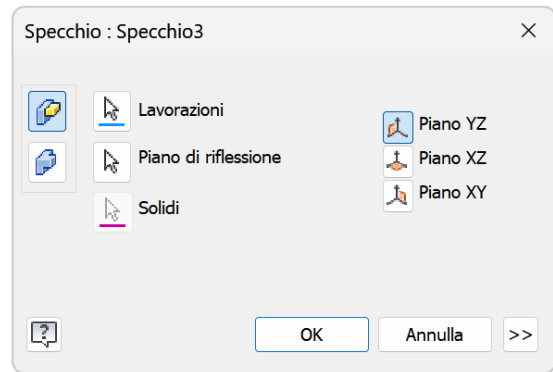 Specchio : Specchio3
Lavorazioni
Piano di riflessione
Solidi
Piano YZ
Piano XZ
Piano XY
?
OK
Annulla
>>